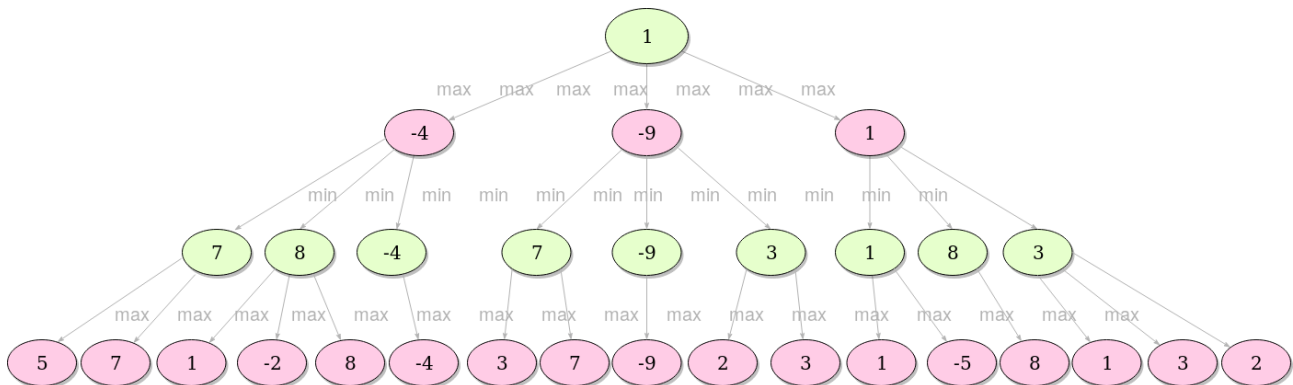 1
max max max max max max max
-4 -9 1
min min min min min min min min min min min min
7 8 -4 7 -9 3 1 8 3
max max max max max max max max max max max max max max max max
5 7 1 -2 8 -4 3 7 -9 2 3 1 -5 8 1 3 2